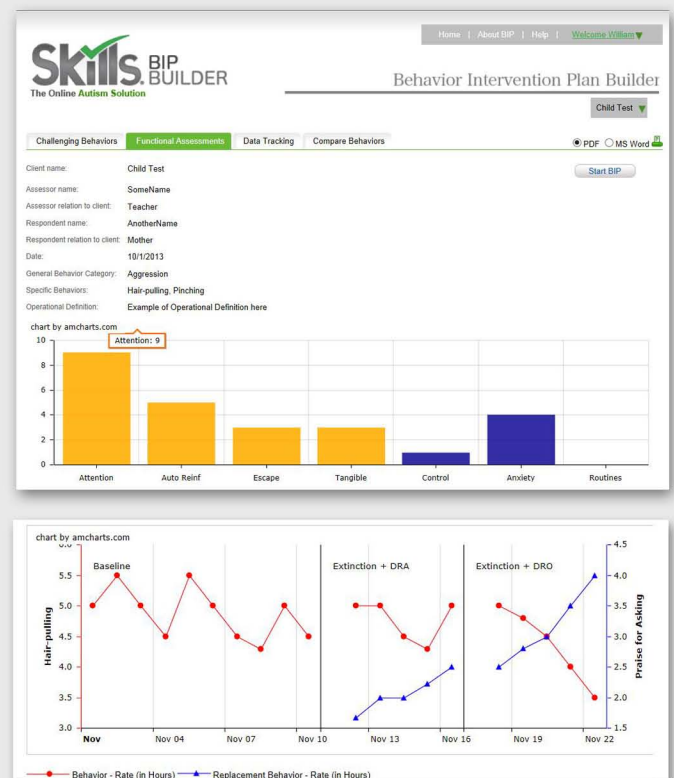 Home | About BIP | Help | Welcome William
Skills® BIP BUILDER
The Online Autism Solution
Behavior Intervention Plan Builder
Child Test
Challenging Behaviors Functional Assessments Data Tracking Compare Behaviors PDF MS Word
Client name: Child Test Start BIP
Assessor name: SomeName
Assessor relation to client: Teacher
Respondent name: AnotherName
Respondent relation to client: Mother
Date: 10/1/2013
General Behavior Category: Aggression
Specific Behaviors: Hair-pulling, Pinching
Operational Definition: Example of Operational Definition here
chart by amcharts.com
Attention: 9
10
8
6
4
2
0
Attention Auto Reinf Escape Tangible Control Anxiety Routines
chart by amcharts.com
Baseline Extinction + DRA Extinction + DRO
Hair-pulling
5.5
5.0
4.5
4.0
3.5
3.0
Praise for Asking
4.5
4.0
3.5
3.0
2.5
2.0
1.5
Nov Nov 04 Nov 07 Nov 10 Nov 13 Nov 16 Nov 19 Nov 22
Behavior - Rate (in Hours) Replacement Behavior - Rate (in Hours)